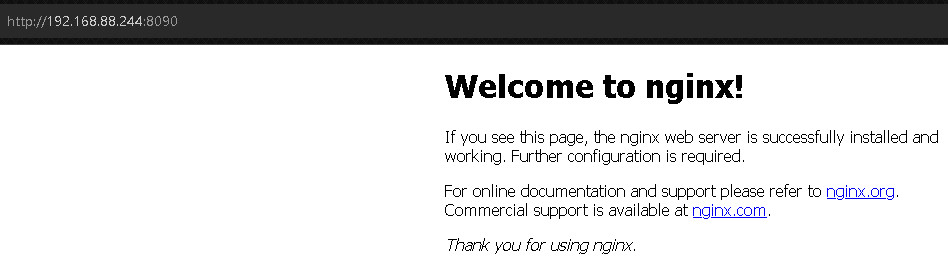 http://192.168.88.244:8090
Welcome to nginx!
If you see this page, the nginx web server is successfully installed and
working. Further configuration is required.
For online documentation and support please refer to nginx.org.
Commercial support is available at nginx.com.
Thank you for using nginx.